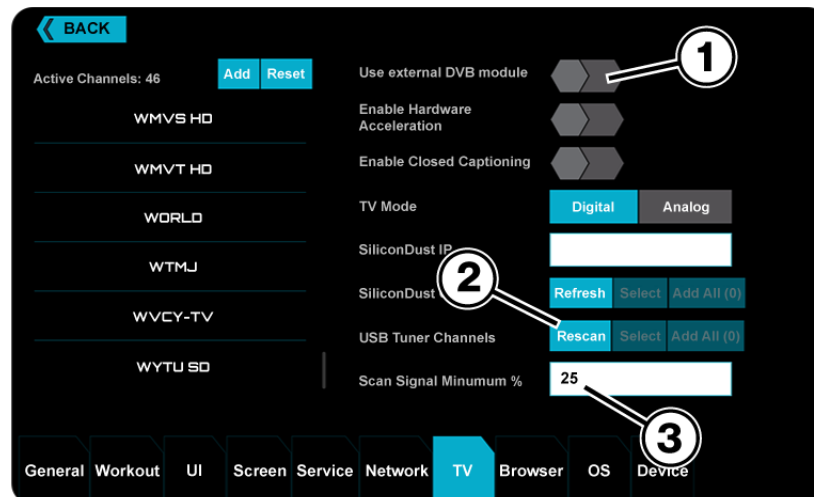 BACK
Active Channels: 46
Add Reset
WMVS HD
WMVT HD
WORLD
WTMJ
WVCY-TV
WYTU SD
Use external DVB module
1
Enable Hardware
Acceleration
Enable Closed Captioning
TV Mode
Digital Analog
SiliconDust IP
2
SiliconDust
Refresh Select Add All (0)
USB Tuner Channels
Rescan Select Add All (0)
Scan Signal Minumum %
25
3
General Workout UI Screen Service Network TV Browser OS Device